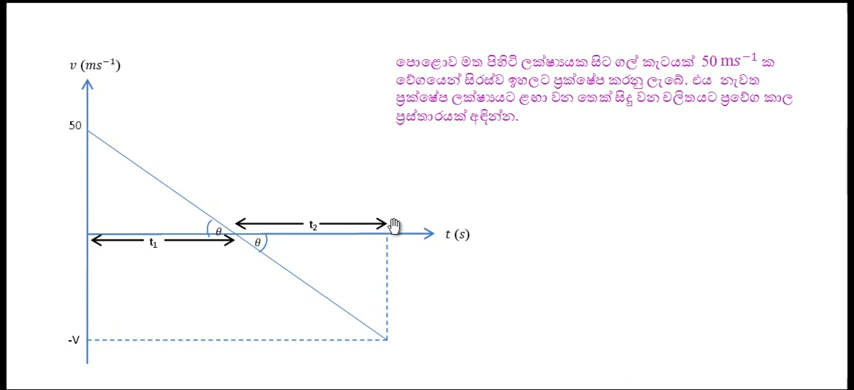 v (ms⁻¹)
පොළොව මත පිහිටි ලක්ෂ්‍යයක සිට ගල් කැටයක් 50 ms⁻¹ ක
වේගයෙන් සිරස්ව ඉහලට ප්‍රක්ෂේප කරනු ලැබේ. එය නැවත
ප්‍රක්ෂේප ලක්ෂ්‍යයට ළඟා වන තෙක් සිදු වන චලිතයට ප්‍රවේග කාල
ප්‍රස්තාරයක් අඳින්න.
50
t₂
θ
θ
t (s)
t₁
-V